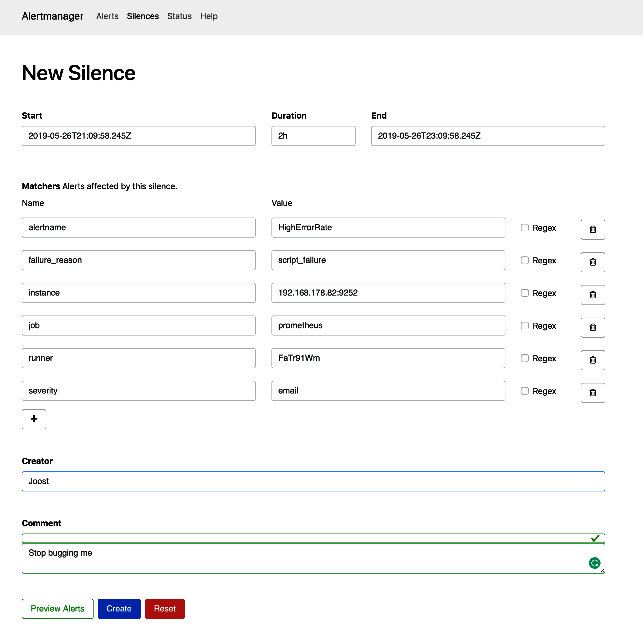 Alertmanager Alerts Silences Status Help
New Silence
Start Duration End
2019-05-26T21:09:58.245Z 2h 2019-05-26T23:09:58.245Z
Matchers Alerts affected by this silence.
Name Value
alertname HighErrorRate Regex
failure_reason script_failure Regex
instance 192.168.178.82:9252 Regex
job prometheus Regex
runner FaTr91Wm Regex
severity email Regex
+
Creator
Joost
Comment
Stop bugging me
Preview Alerts Create Reset